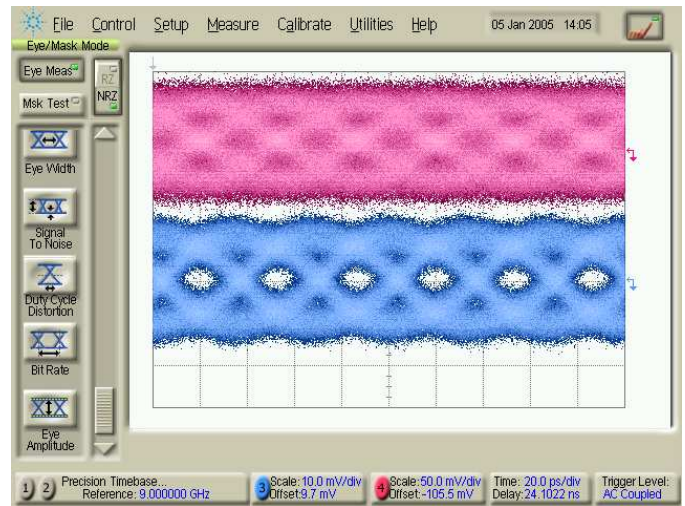 File Control Setup Measure Calibrate Utilities Help 05 Jan 2005 14:05
Eye/Mask Mode
Eye Meas
RZ
NRZ
Msk Test
Eye Width
Signal
To Noise
Duty Cycle
Distortion
Bit Rate
Eye
Amplitude
1 2 Precision Timebase...
Reference: 9.000000 GHz
3 Scale: 10.0 mV/div
Offset:9.7 mV
4 Scale:50.0 mV/div
Offset:-105.5 mV
Time: 20.0 ps/div
Delay:24.1022 ns
Trigger Level:
AC Coupled